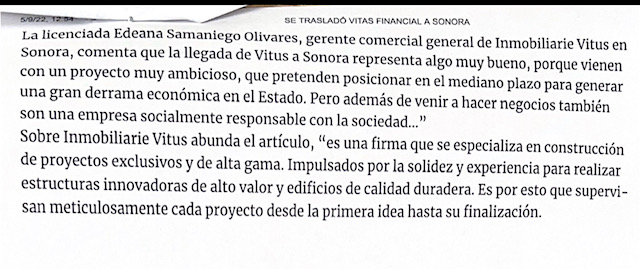 5/9/22, 12:54 SE TRASLADÓ VITAS FINANCIAL A SONORA
La licenciada Edeana Samaniego Olivares, gerente comercial general de Inmobiliarie Vitus en
Sonora, comenta que la llegada de Vitus a Sonora representa algo muy bueno, porque vienen
con un proyecto muy ambicioso, que pretenden posicionar en el mediano plazo para generar
una gran derrama económica en el Estado. Pero además de venir a hacer negocios también
son una empresa socialmente responsable con la sociedad...”
Sobre Inmobiliarie Vitus abunda el artículo, “es una firma que se especializa en construcción
de proyectos exclusivos y de alta gama. Impulsados por la solidez y experiencia para realizar
estructuras innovadoras de alto valor y edificios de calidad duradera. Es por esto que supervi-
san meticulosamente cada proyecto desde la primera idea hasta su finalización.